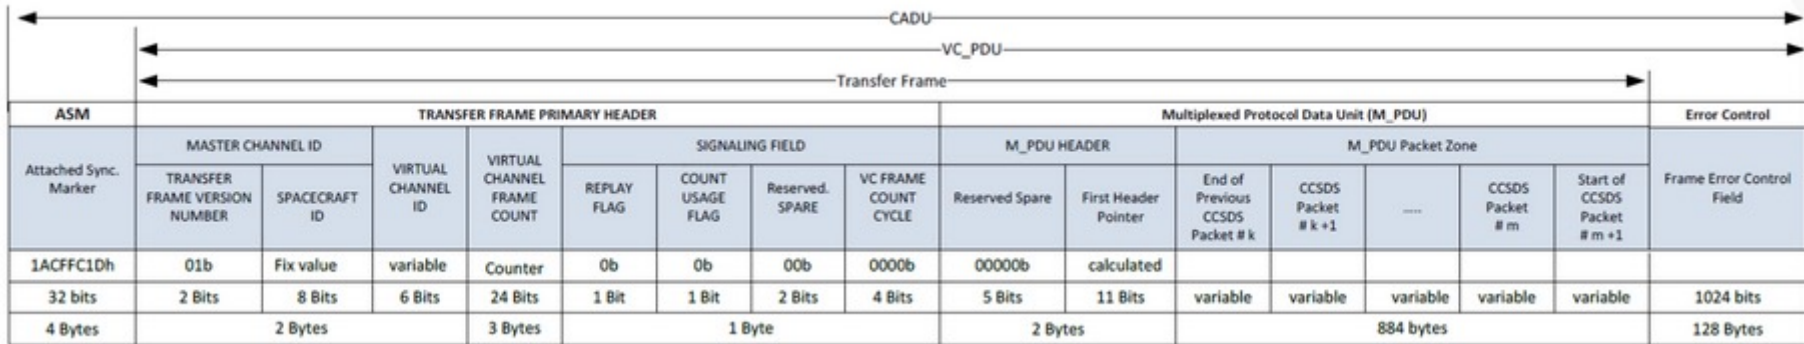 CADU
VC_PDU
Transfer Frame
ASM TRANSFER FRAME PRIMARY HEADER Multiplexed Protocol Data Unit (M_PDU) Error Control
Attached Sync. Marker
MASTER CHANNEL ID
TRANSFER FRAME VERSION NUMBER
SPACECRAFT ID
VIRTUAL CHANNEL ID
VIRTUAL CHANNEL FRAME COUNT
SIGNALING FIELD
REPLAY FLAG
COUNT USAGE FLAG
Reserved. SPARE
VC FRAME COUNT CYCLE
M_PDU HEADER
Reserved Spare
First Header Pointer
M_PDU Packet Zone
End of Previous CCSDS Packet # k
CCSDS Packet # k +1
.....
CCSDS Packet # m
Start of CCSDS Packet # m +1
Frame Error Control Field
1ACFFC1Dh 01b Fix value variable Counter 0b 0b 00b 0000b 00000b calculated
32 bits 2 Bits 8 Bits 6 Bits 24 Bits 1 Bit 1 Bit 2 Bits 4 Bits 5 Bits 11 Bits variable variable variable variable variable 1024 bits
4 Bytes 2 Bytes 3 Bytes 1 Byte 2 Bytes 884 bytes 128 Bytes